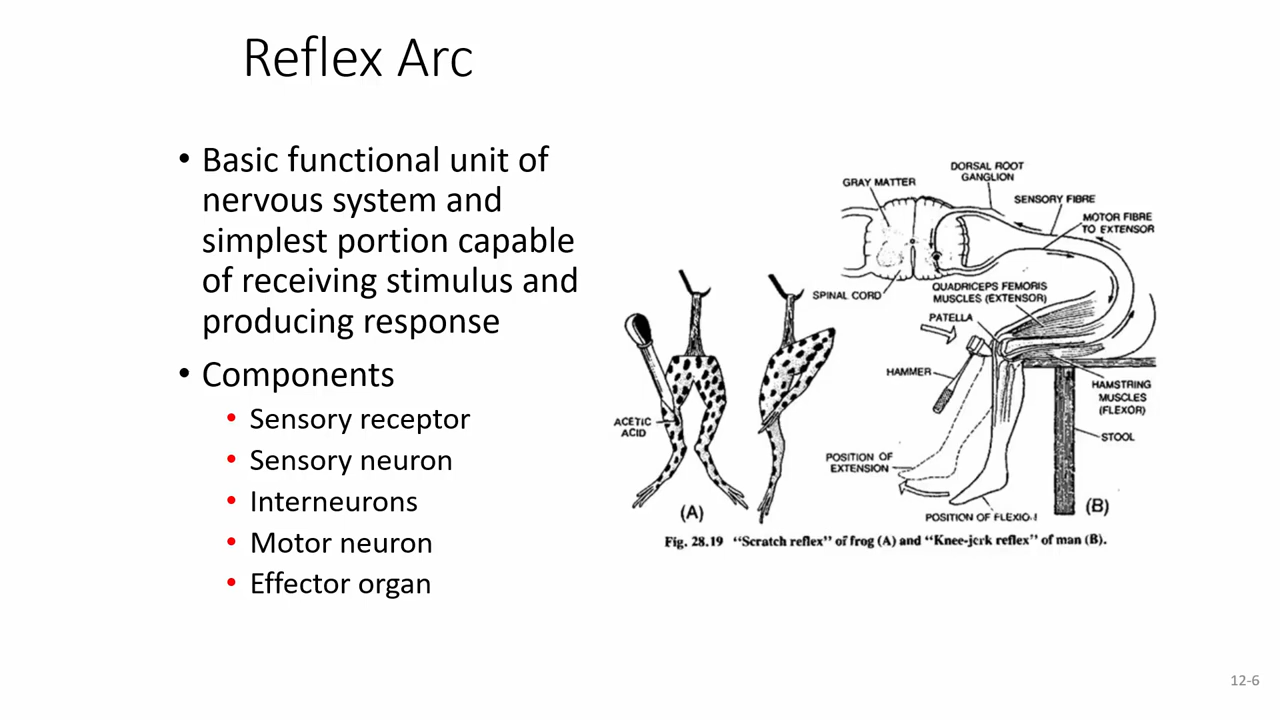 Reflex Arc
• Basic functional unit of
nervous system and
simplest portion capable
of receiving stimulus and
producing response
• Components
• Sensory receptor
• Sensory neuron
• Interneurons
• Motor neuron
• Effector organ
DORSAL ROOT
GANGLION
GRAY MATTER
SENSORY FIBRE
MOTOR FIBRE
TO EXTENSOR
SPINAL CORD
QUADRICEPS FEMORIS
MUSCLES (EXTENSOR)
PATELLA
HAMMER
HAMSTRING
MUSCLES
(FLEXOR)
STOOL
ACETIC
ACID
POSITION OF
EXTENSION
POSITION OF FLEXION
(A)
(B)
Fig. 28.19 "Scratch reflex" of frog (A) and "Knee-jerk reflex" of man (B).
12-6